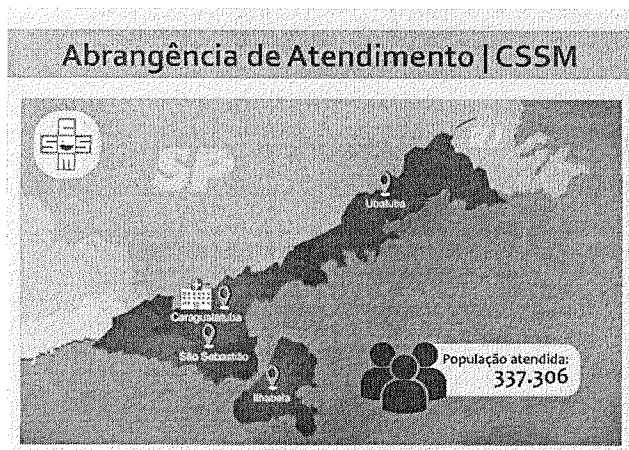 Abrangência de Atendimento | CSSM
SP
Ubatuba
Caraguatatuba
São Sebastião
Ilhabela
População atendida:
337.306